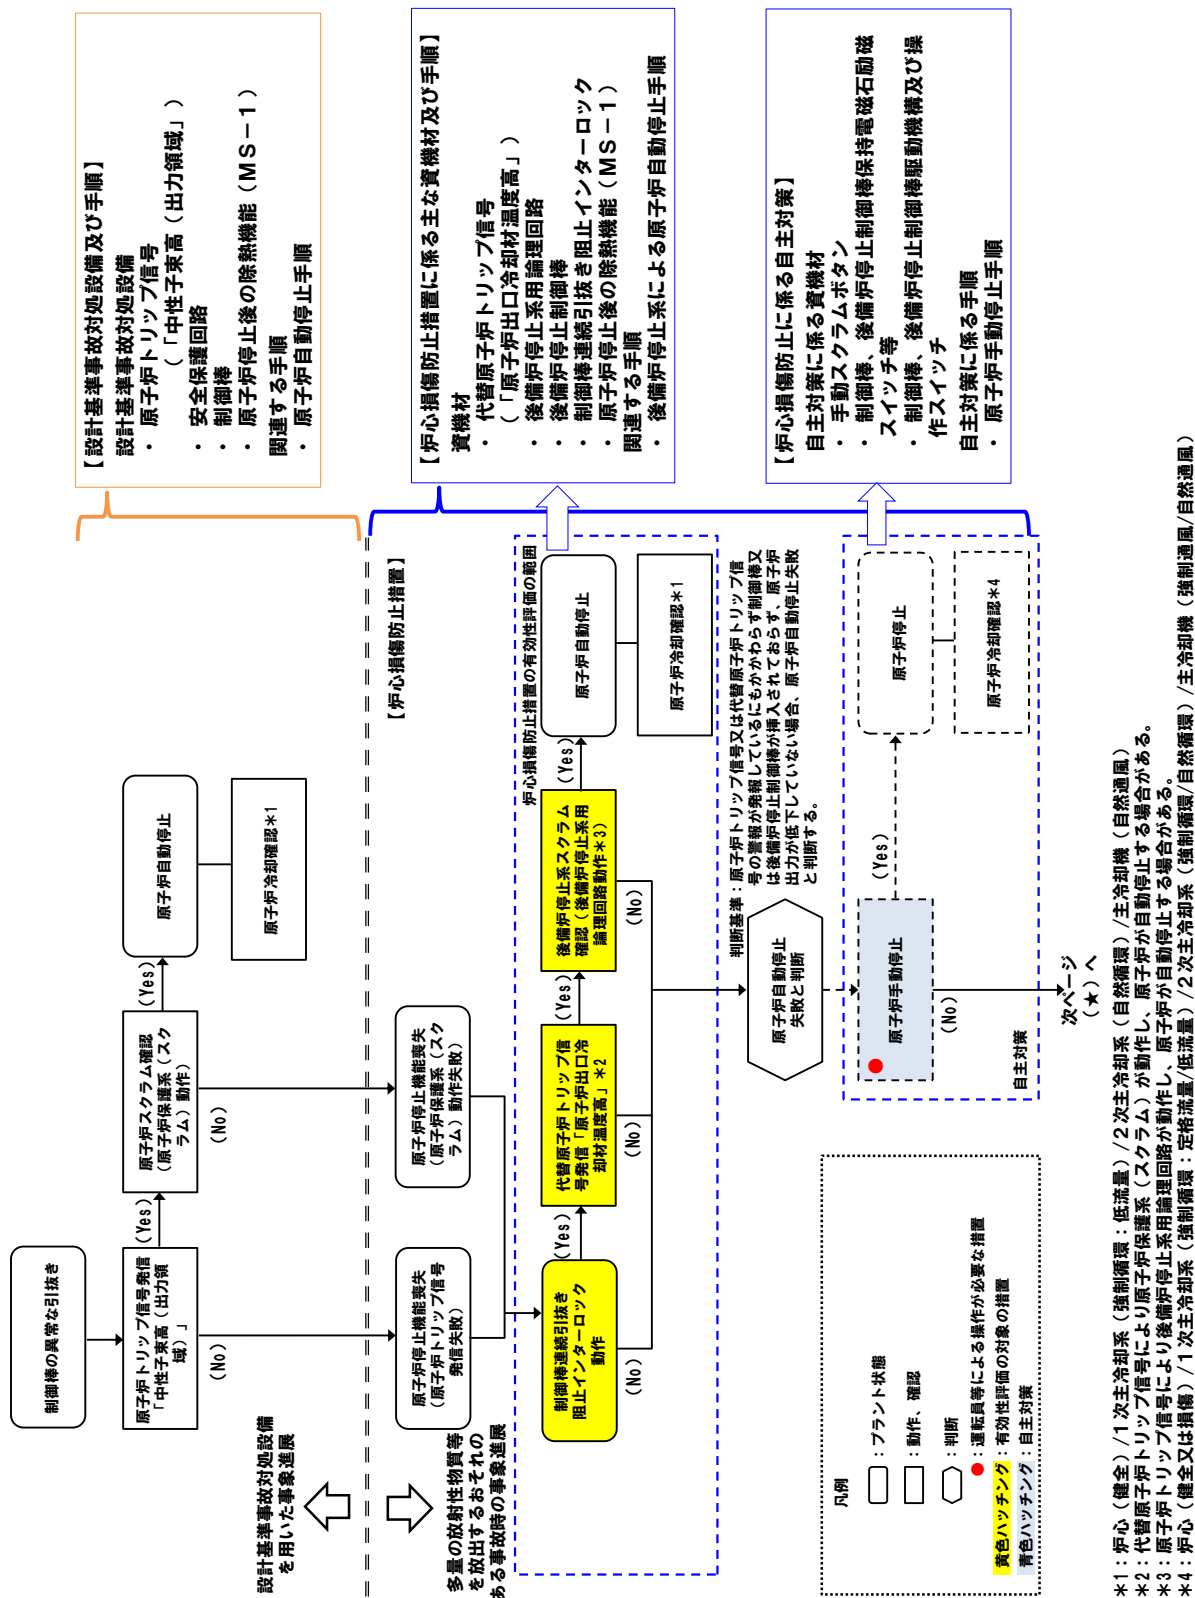 設計基準事故対処設備
を用いた事象進展
多量の放射性物質等
を放出するおそれの
ある事故時の事象進展
制御棒の異常な引抜き
原子炉トリップ信号発信
「中性子束高（出力領
域）」
(Yes)
(No)
原子炉スクラム確認
（原子炉保護系（スク
ラム）動作）
(Yes)
(No)
原子炉自動停止
原子炉冷却確認＊1
【設計基準事故対処設備及び手順】
設計基準事故対処設備
・ 原子炉トリップ信号
（「中性子束高（出力領域）」）
・ 安全保護回路
・ 制御棒
・ 原子炉停止後の除熱機能（ＭＳ－１）
関連する手順
・ 原子炉自動停止手順
【炉心損傷防止措置】
原子炉停止機能喪失
（原子炉トリップ信号
発信失敗）
原子炉停止機能喪失
（原子炉保護系（スク
ラム）動作失敗）
炉心損傷防止措置の有効性評価の範囲
制御棒連続引抜き
阻止インターロック
動作
(Yes)
(No)
代替原子炉トリップ信
号発信「原子炉出口冷
却材温度高」＊2
(Yes)
(No)
後備炉停止系スクラム
確認（後備炉停止系用
論理回路動作＊3）
(Yes)
(No)
原子炉自動停止
原子炉冷却確認＊1
【炉心損傷防止措置に係る主な資機材及び手順】
資機材
・ 代替原子炉トリップ信号
（「原子炉出口冷却材温度高」）
・ 後備炉停止系用論理回路
・ 後備炉停止制御棒
・ 制御棒連続引抜き阻止インターロック
・ 原子炉停止後の除熱機能（ＭＳ－１）
関連する手順
・ 後備炉停止系による原子炉自動停止手順
原子炉自動停止
失敗と判断
判断基準：原子炉トリップ信号又は代替原子炉トリップ信
号の警報が発報しているにもかかわらず制御棒又
は後備炉停止制御棒が挿入されておらず、原子炉
出力が低下していない場合、原子炉自動停止失敗
と判断する。
原子炉手動停止
(Yes)
(No)
原子炉停止
原子炉冷却確認＊4
自主対策
次ページ
（★）へ
【炉心損傷防止に係る自主対策】
自主対策に係る資機材
・ 手動スクラムボタン
・ 制御棒、後備炉停止制御棒保持電磁石励磁
スイッチ等
・ 制御棒、後備炉停止制御棒駆動機構及び操
作スイッチ
自主対策に係る手順
・ 原子炉手動停止手順
凡例
：プラント状態
：動作、確認
：判断
：運転員等による操作が必要な措置
黄色ハッチング：有効性評価の対象の措置
青色ハッチング：自主対策
＊1：炉心（健全）/１次主冷却系（強制循環：低流量）/２次主冷却系（自然循環）/主冷却機（自然通風）
＊2：代替原子炉トリップ信号により原子炉保護系（スクラム）が動作し、原子炉が自動停止する場合がある。
＊3：原子炉トリップ信号により後備炉停止系用論理回路が動作し、原子炉が自動停止する場合がある。
＊4：炉心（健全又は損傷）/１次主冷却系（強制循環：定格流量/低流量）/２次主冷却系（強制循環/自然循環）/主冷却機（強制通風/自然通風）